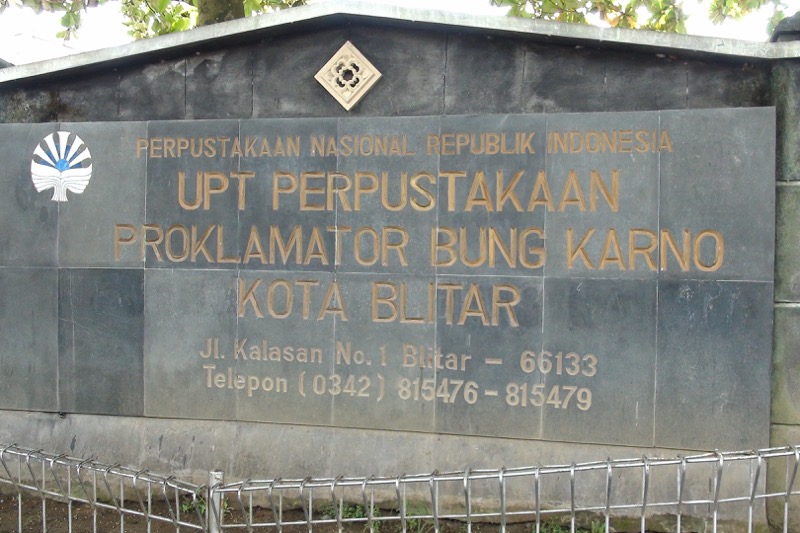 PERPUSTAKAAN NASIONAL REPUBLIK INDONESIA
UPT PERPUSTAKAAN
PROKLAMATOR BUNG KARNO
KOTA BLITAR
Jl. Kalasan No. 1 Blitar – 66133
Telepon (0342) 815476 – 815479